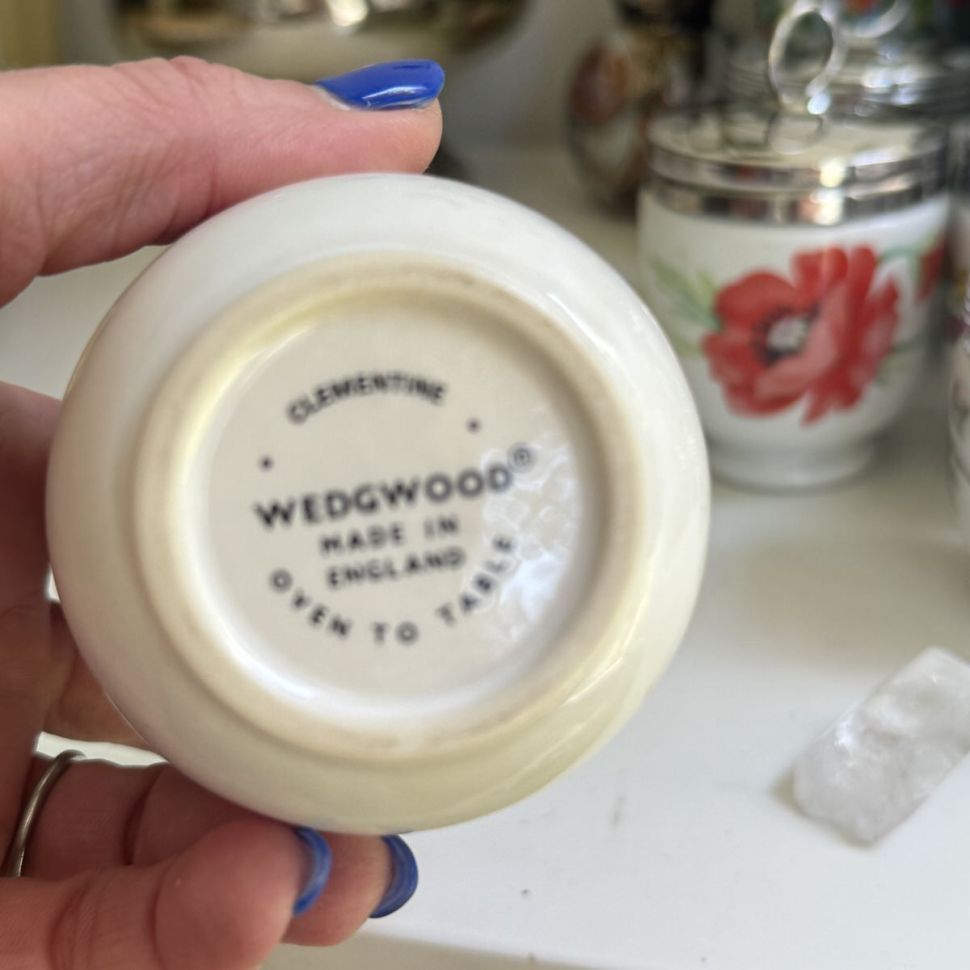 CLEMENTINE
WEDGWOOD®
MADE IN
ENGLAND
OVEN TO TABLE